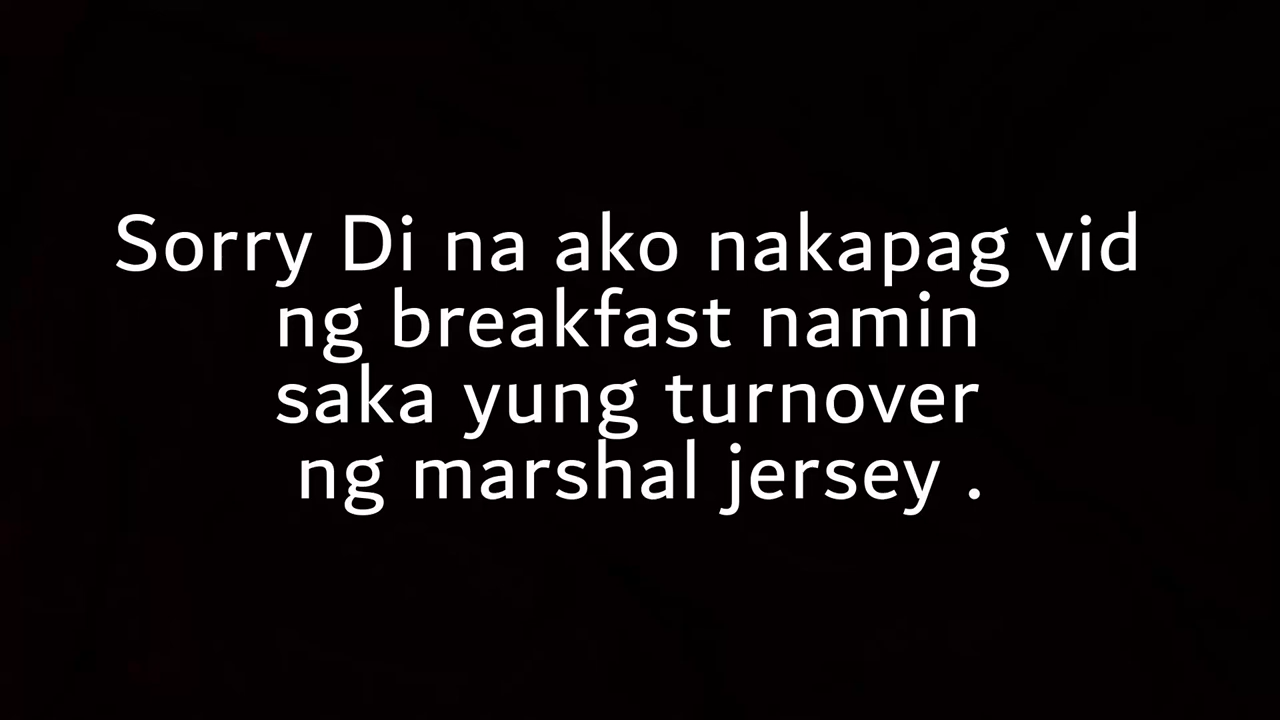 Sorry Di na ako nakapag vid
ng breakfast namin
saka yung turnover
ng marshal jersey .